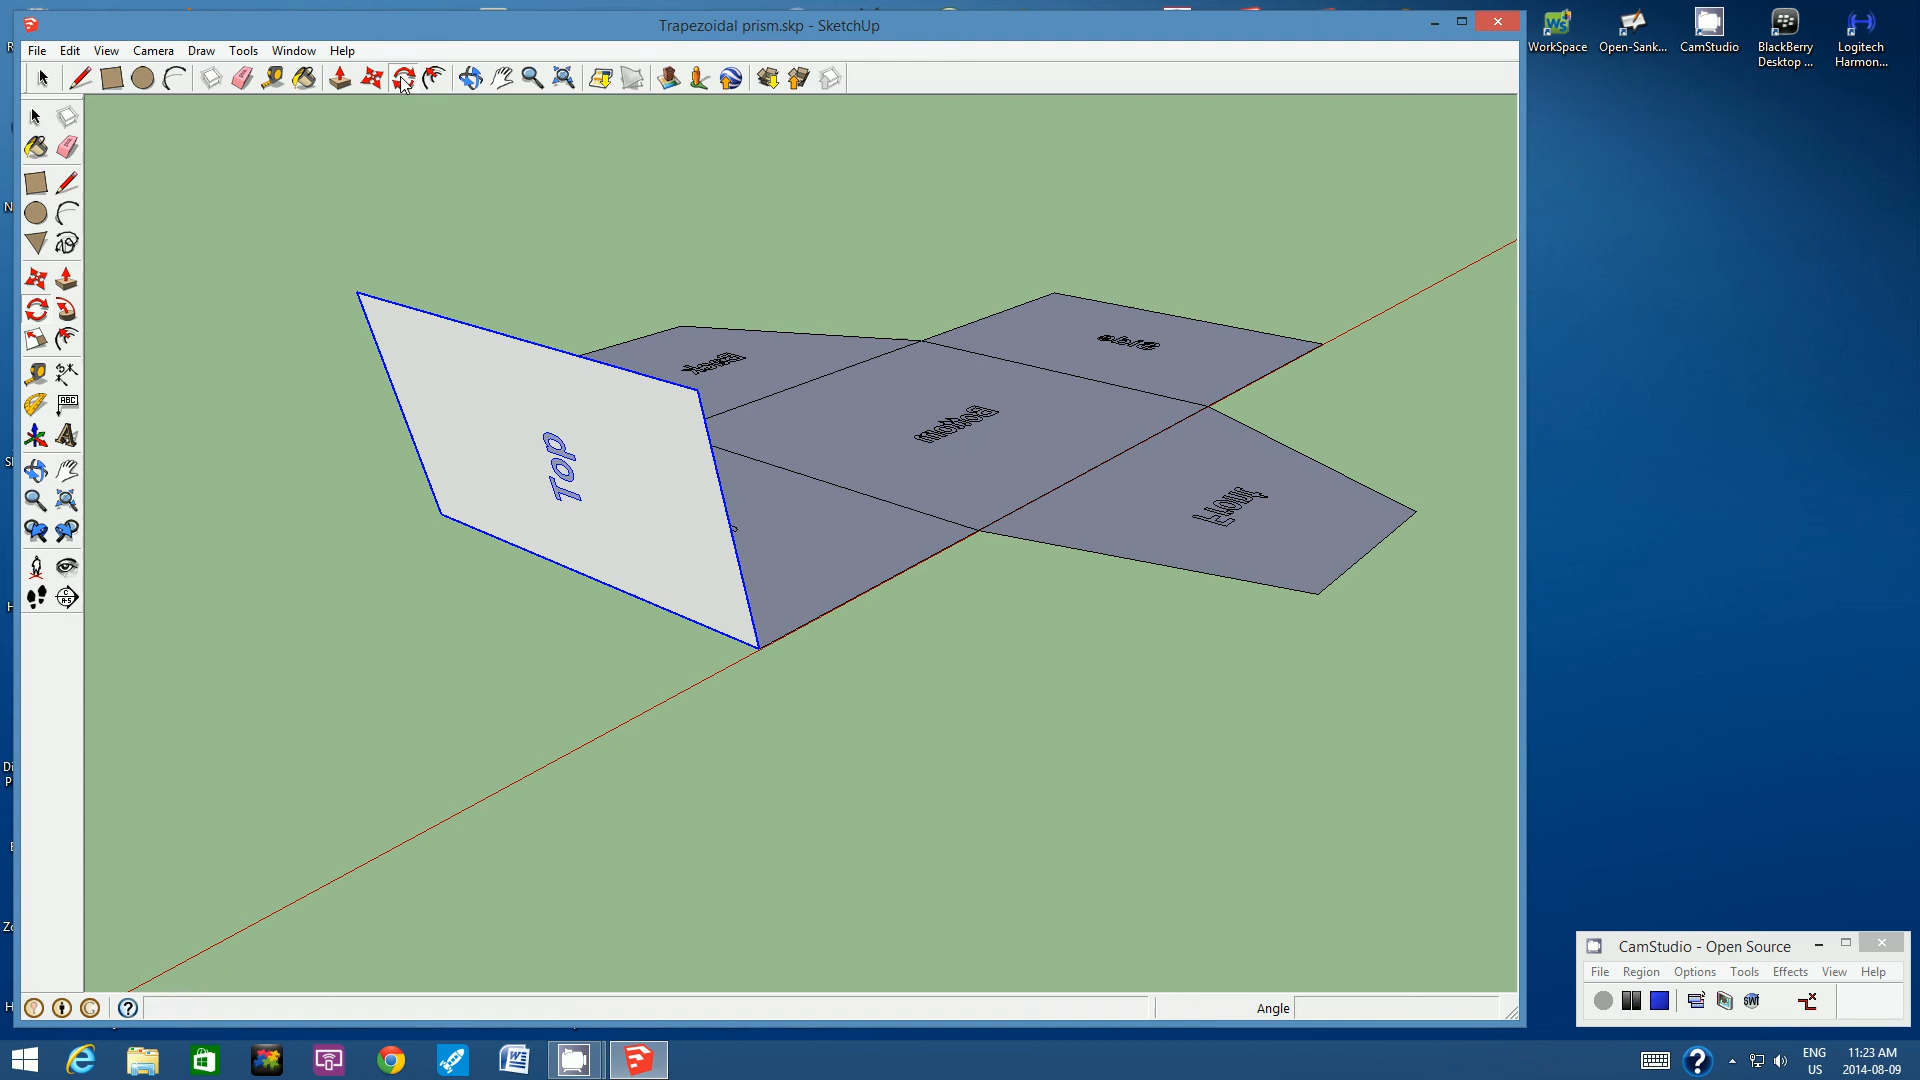 Trapezoidal prism.skp - SketchUp
File Edit View Camera Draw Tools Window Help
WorkSpace
Open-Sank...
CamStudio
BlackBerry
Desktop ...
Logitech
Harmon...
ABC
Back
Side
Bottom
Top
Front
CamStudio - Open Source
File Region Options Tools Effects View Help
swf
Angle
ENG
US
11:23 AM
2014-08-09